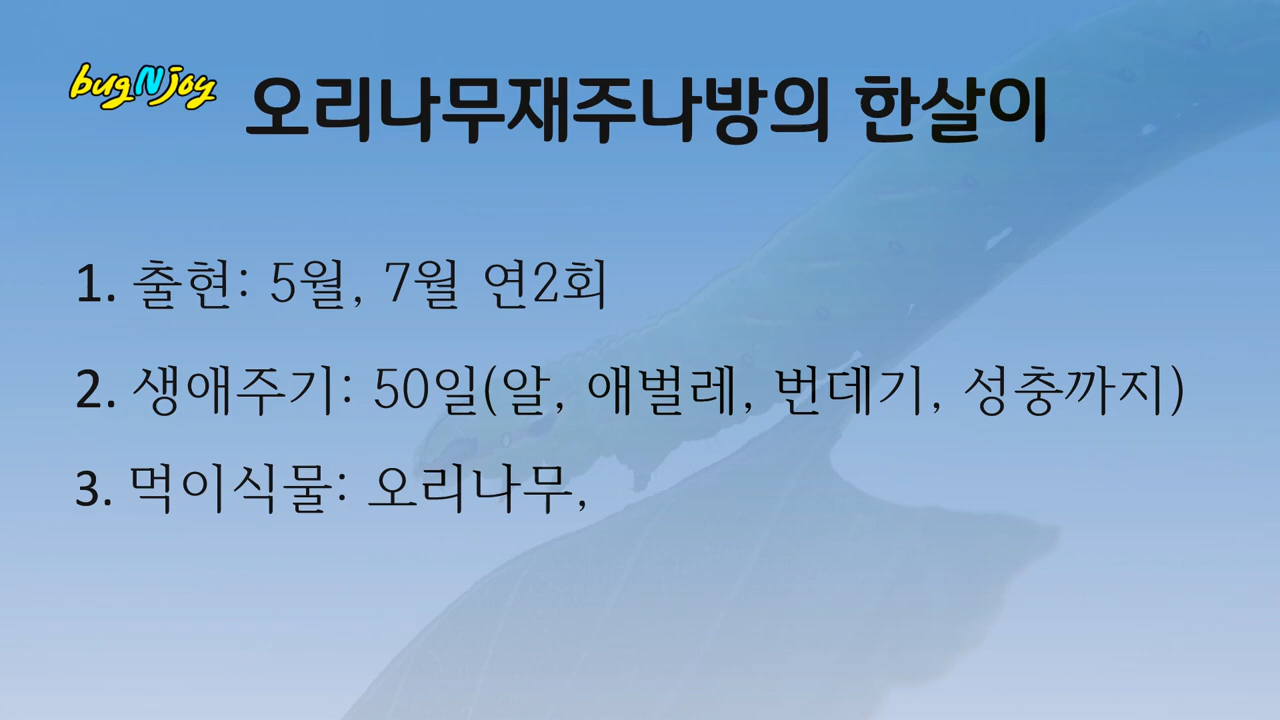 bugNjoy
오리나무재주나방의 한살이
1. 출현: 5월, 7월 연2회
2. 생애주기: 50일(알, 애벌레, 번데기, 성충까지)
3. 먹이식물: 오리나무,